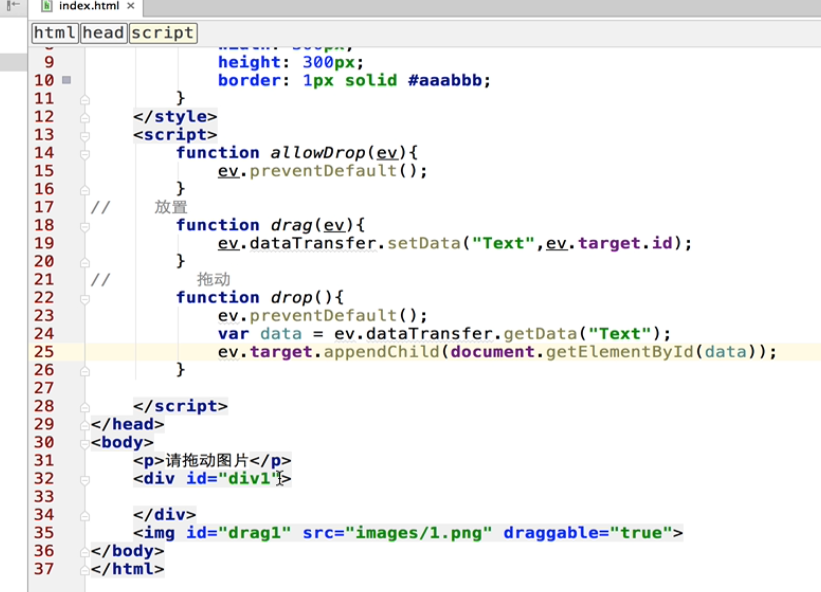 index.html ×
html head script
8 width: 300px;
9 height: 300px;
10 border: 1px solid #aaabbb;
11 }
12 </style>
13 <script>
14 function allowDrop(ev){
15 ev.preventDefault();
16 }
17 // 放置
18 function drag(ev){
19 ev.dataTransfer.setData("Text",ev.target.id);
20 }
21 // 拖动
22 function drop(){
23 ev.preventDefault();
24 var data = ev.dataTransfer.getData("Text");
25 ev.target.appendChild(document.getElementById(data));
26 }
27
28 </script>
29 </head>
30 <body>
31 <p>请拖动图片</p>
32 <div id="div1">
33
34 </div>
35 <img id="drag1" src="images/1.png" draggable="true">
36 </body>
37 </html>